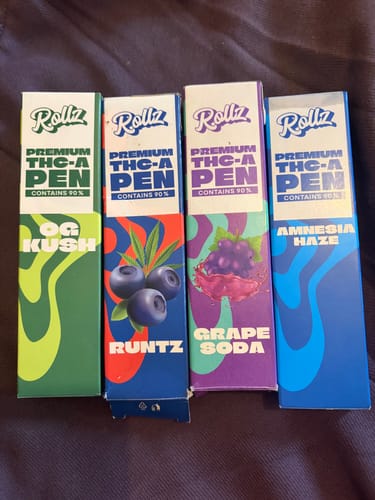 Rollz
PREMIUM
THC-A
PEN
CONTAINS 90%
OG
KUSH
Rollz
PREMIUM
THC-A
PEN
CONTAINS 90%
RUNTZ
Rollz
PREMIUM
THC-A
PEN
CONTAINS 90%
GRAPE
SODA
Rollz
PREMIUM
THC-A
PEN
CONTAINS 90%
AMNESIA
HAZE